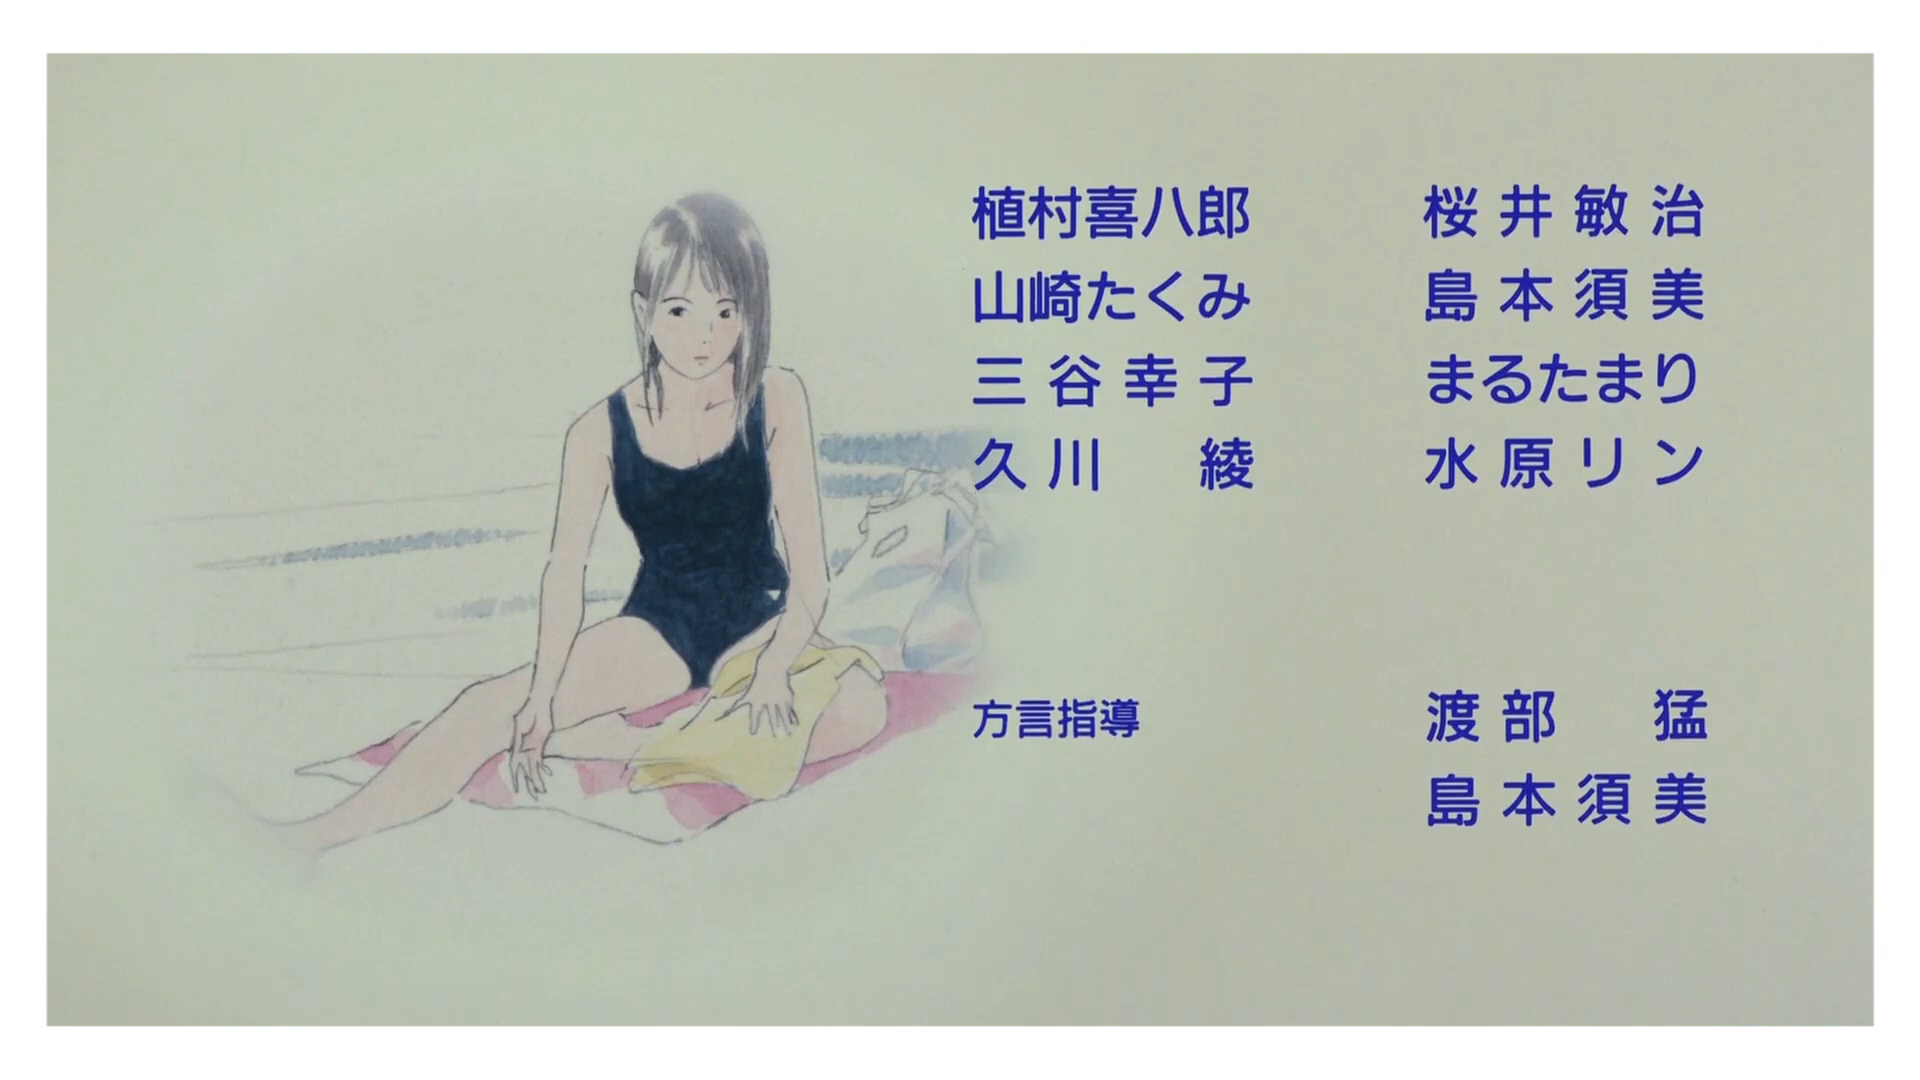 植村喜八郎 桜井敏治
山崎たくみ 島本須美
三谷幸子 まるたまり
久川 綾 水原リン
方言指導 渡部 猛
島本須美